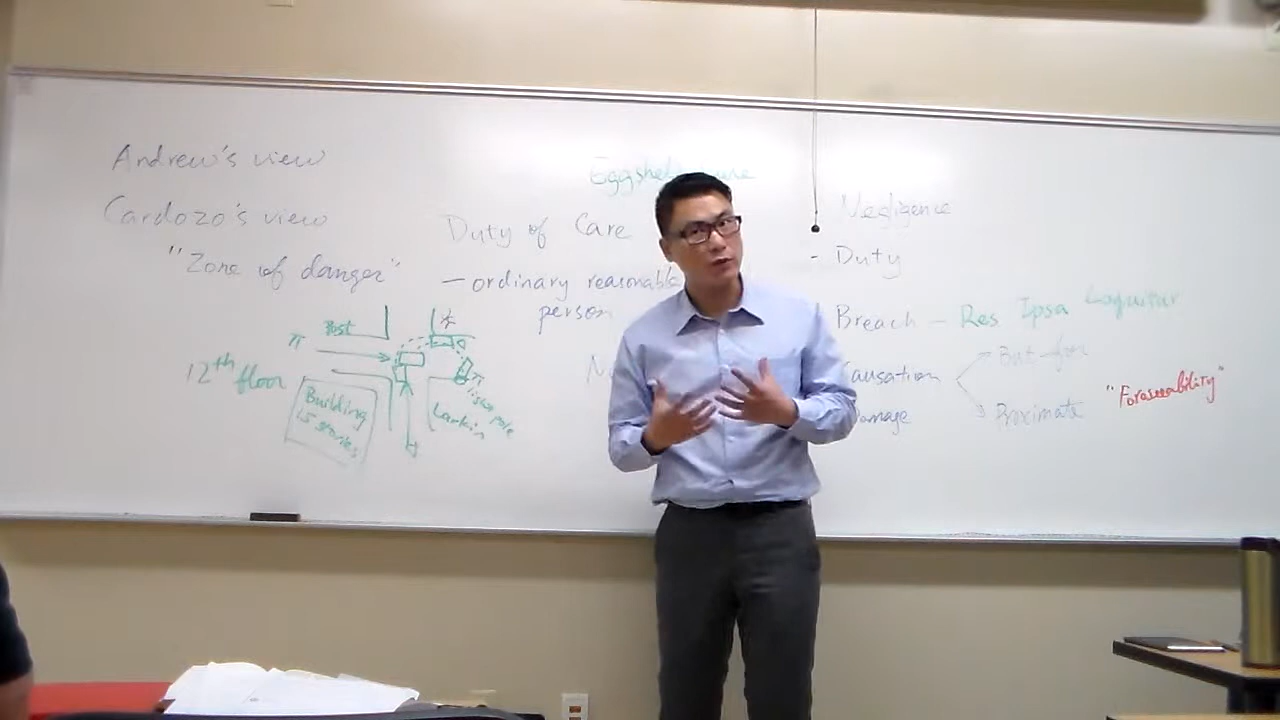 Andrew's view
Cardozo's view
"Zone of danger"
Duty of Care
- ordinary reasonable
person
Negligence
- Duty
Breach - Res Ipsa Loquitur
Causation
But-for
Proximate
"Foreseeability"
Damage
π
Post
12th floor
Building
15 stories
Larkin
pole